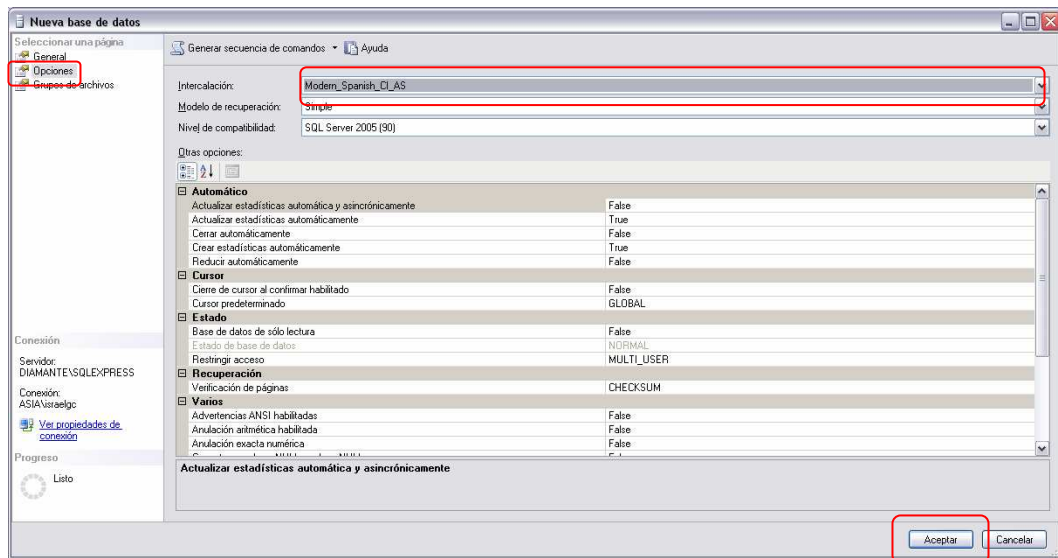 Nueva base de datos
Seleccionar una página
General
Opciones
Grupos de archivos
Generar secuencia de comandos
Ayuda
Intercalación: Modern_Spanish_CI_AS
Modelo de recuperación: Simple
Nivel de compatibilidad: SQL Server 2005 (90)
Otras opciones:
Automático
Actualizar estadísticas automática y asincrónicamente False
Actualizar estadísticas automáticamente True
Cerrar automáticamente False
Crear estadísticas automáticamente True
Reducir automáticamente False
Cursor
Cierre de cursor al confirmar habilitado False
Cursor predeterminado GLOBAL
Estado
Base de datos de sólo lectura False
Estado de base de datos NORMAL
Restringir acceso MULTI_USER
Recuperación
Verificación de páginas CHECKSUM
Varios
Advertencias ANSI habilitadas False
Anulación aritmética habilitada False
Anulación exacta numérica False
Actualizar estadísticas automática y asincrónicamente
Conexión
Servidor:
DIAMANTE\SQLEXPRESS
Conexión:
ASIA\israelgc
Ver propiedades de
conexión
Progreso
Listo
Aceptar
Cancelar